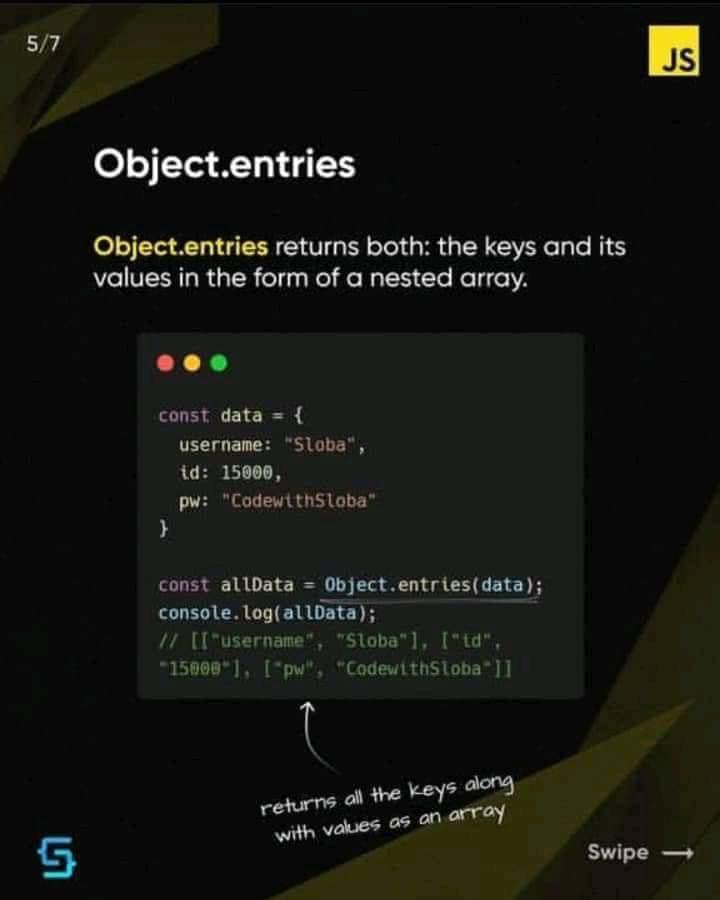 5/7
JS
Object.entries
Object.entries returns both: the keys and its
values in the form of a nested array.
const data = {
username: "Sloba",
id: 15000,
pw: "CodewithSloba"
}
const allData = Object.entries(data);
console.log(allData);
// [["username", "Sloba"], ["id",
"15000"], ["pw", "CodewithSloba"]]
returns all the keys along
with values as an array
Swipe →